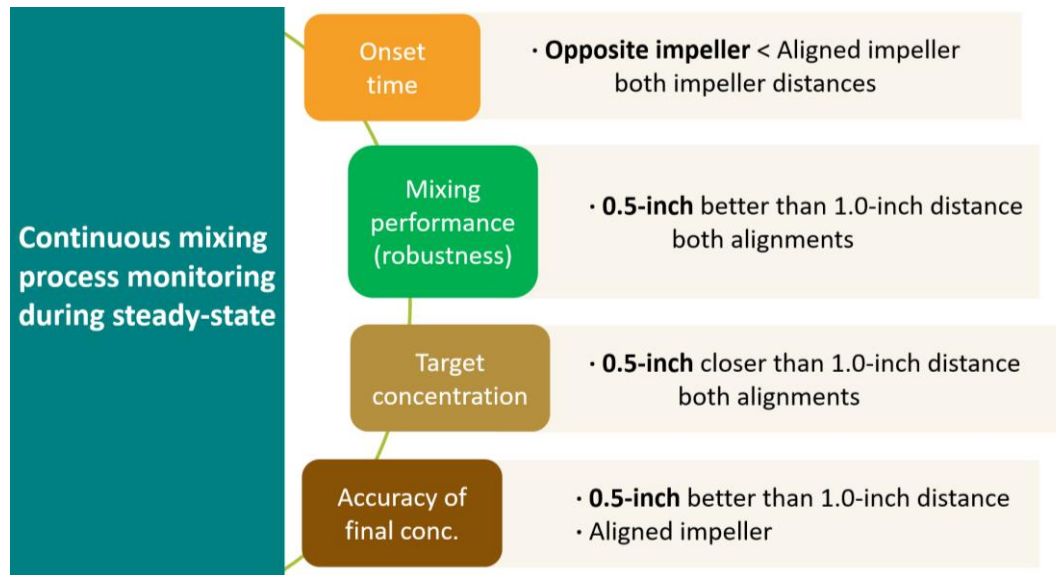 Continuous mixing
process monitoring
during steady-state
Onset
time
· Opposite impeller < Aligned impeller
both impeller distances
Mixing
performance
(robustness)
· 0.5-inch better than 1.0-inch distance
both alignments
Target
concentration
· 0.5-inch closer than 1.0-inch distance
both alignments
Accuracy of
final conc.
· 0.5-inch better than 1.0-inch distance
· Aligned impeller